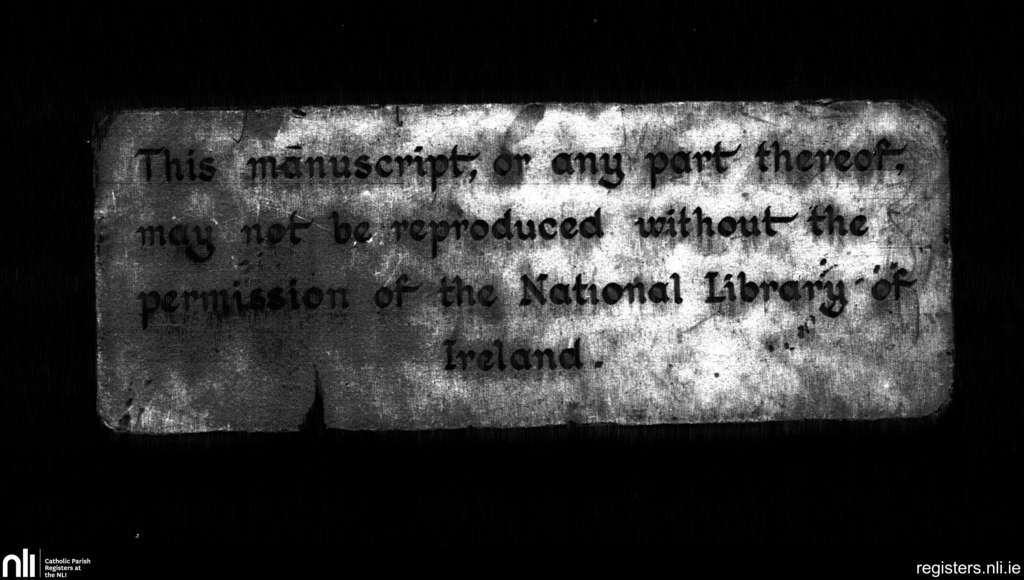 This manuscript, or any part thereof,
may not be reproduced without the
permission of the National Library of
Ireland.
nli
Catholic Parish
Registers at
the NLI
registers.nli.ie